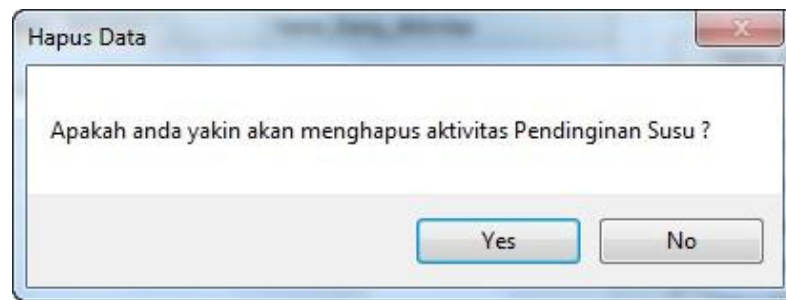 Hapus Data
Apakah anda yakin akan menghapus aktivitas Pendinginan Susu ?
Yes
No